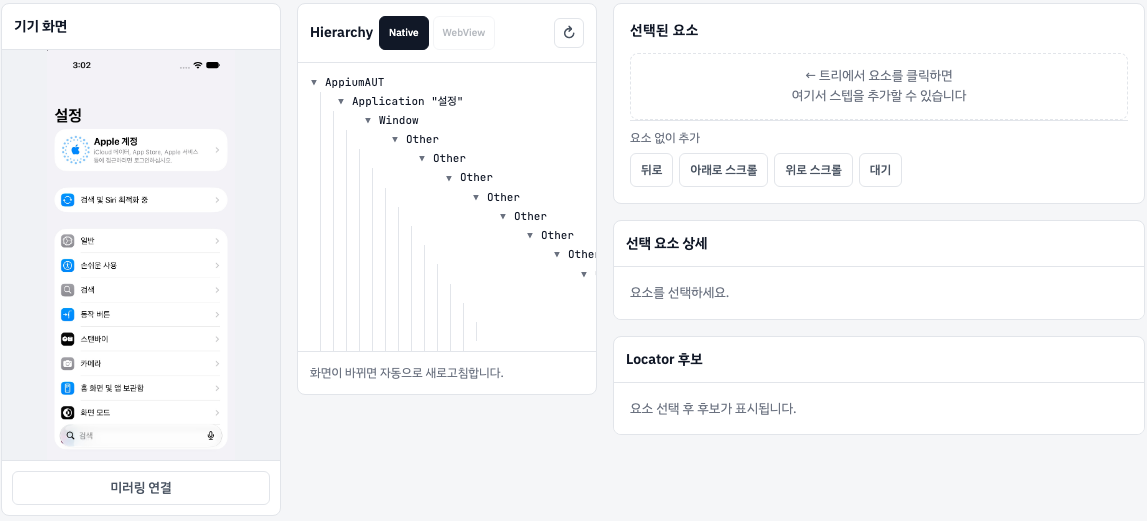 기기 화면
3:02
설정
Apple 계정
iCloud 데이터, App Store, Apple 서비스
등에 접근하려면 로그인하십시오.
검색 및 Siri 최적화 중
일반
손쉬운 사용
검색
동작 버튼
스탠바이
카메라
홈 화면 및 앱 보관함
화면 모드
검색
미러링 연결
Hierarchy
Native
WebView
AppiumAUT
Application "설정"
Window
Other
Other
Other
Other
Other
Other
Other
화면이 바뀌면 자동으로 새로고침합니다.
선택된 요소
← 트리에서 요소를 클릭하면
여기서 스텝을 추가할 수 있습니다
요소 없이 추가
뒤로
아래로 스크롤
위로 스크롤
대기
선택 요소 상세
요소를 선택하세요.
Locator 후보
요소 선택 후 후보가 표시됩니다.